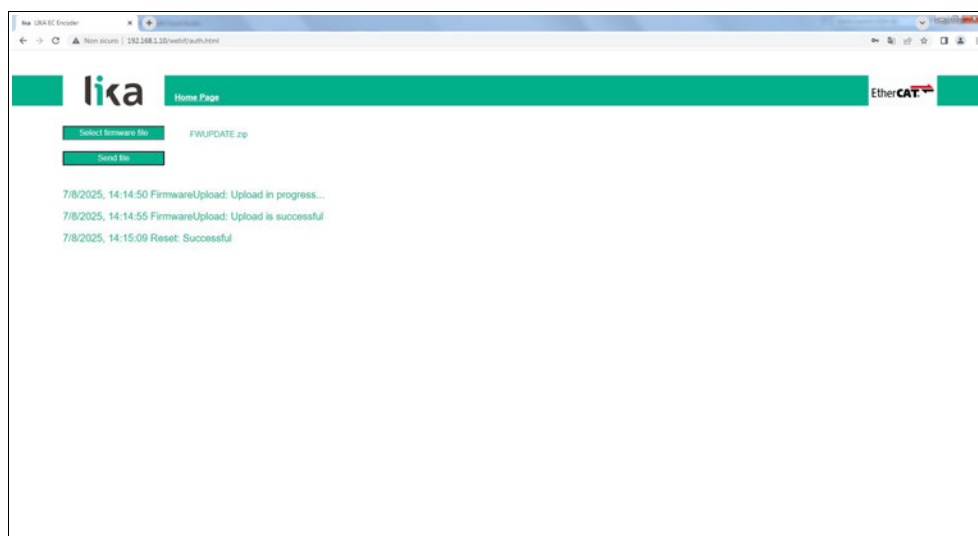 lika LIKA EC Encoder
Non sicuro | 192.168.1.10/webif/auth.html
lika
Home Page
EtherCAT
Select firmware file
FWUPDATE.zip
Send file
7/8/2025, 14:14:50 FirmwareUpload: Upload in progress...
7/8/2025, 14:14:55 FirmwareUpload: Upload is successful
7/8/2025, 14:15:09 Reset: Successful